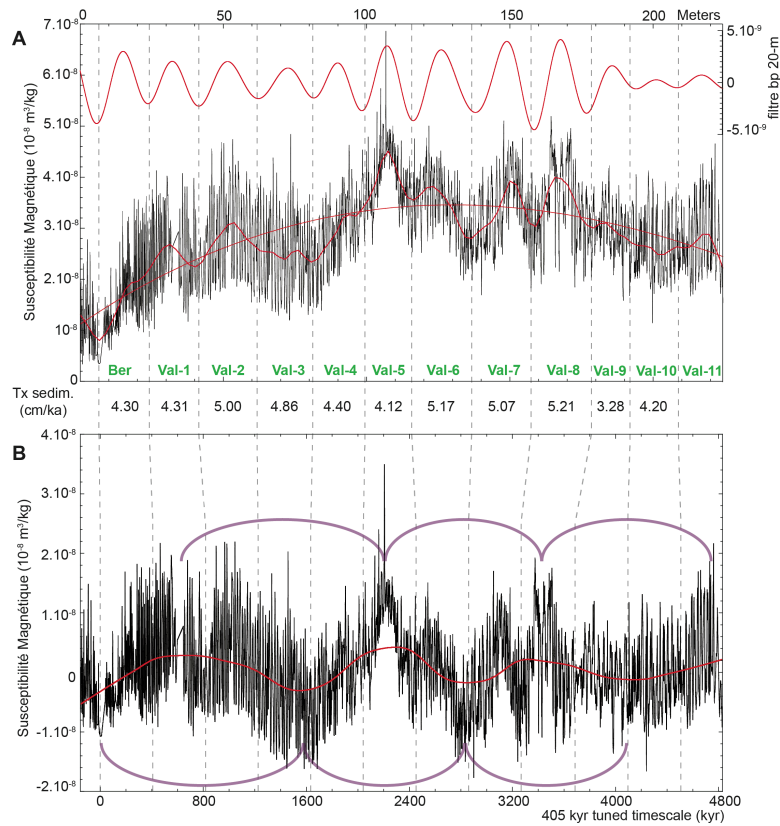 0 50 100 150 200 Meters
A
7.10⁻⁸
6.10⁻⁸
5.10⁻⁸
4.10⁻⁸
3.10⁻⁸
2.10⁻⁸
10⁻⁸
0
Susceptibilité Magnétique (10⁻⁸ m³/kg)
5.10⁻⁹
0
-5.10⁻⁹
filtre bp 20-m
Ber Val-1 Val-2 Val-3 Val-4 Val-5 Val-6 Val-7 Val-8 Val-9 Val-10 Val-11
Tx sedim.
(cm/ka)
4.30 4.31 5.00 4.86 4.40 4.12 5.17 5.07 5.21 3.28 4.20
B
4.10⁻⁸
3.10⁻⁸
2.10⁻⁸
1.10⁻⁸
0
-1.10⁻⁸
-2.10⁻⁸
Susceptibilité Magnétique (10⁻⁸ m³/kg)
0 800 1600 2400 3200 4000 4800
405 kyr tuned timescale (kyr)